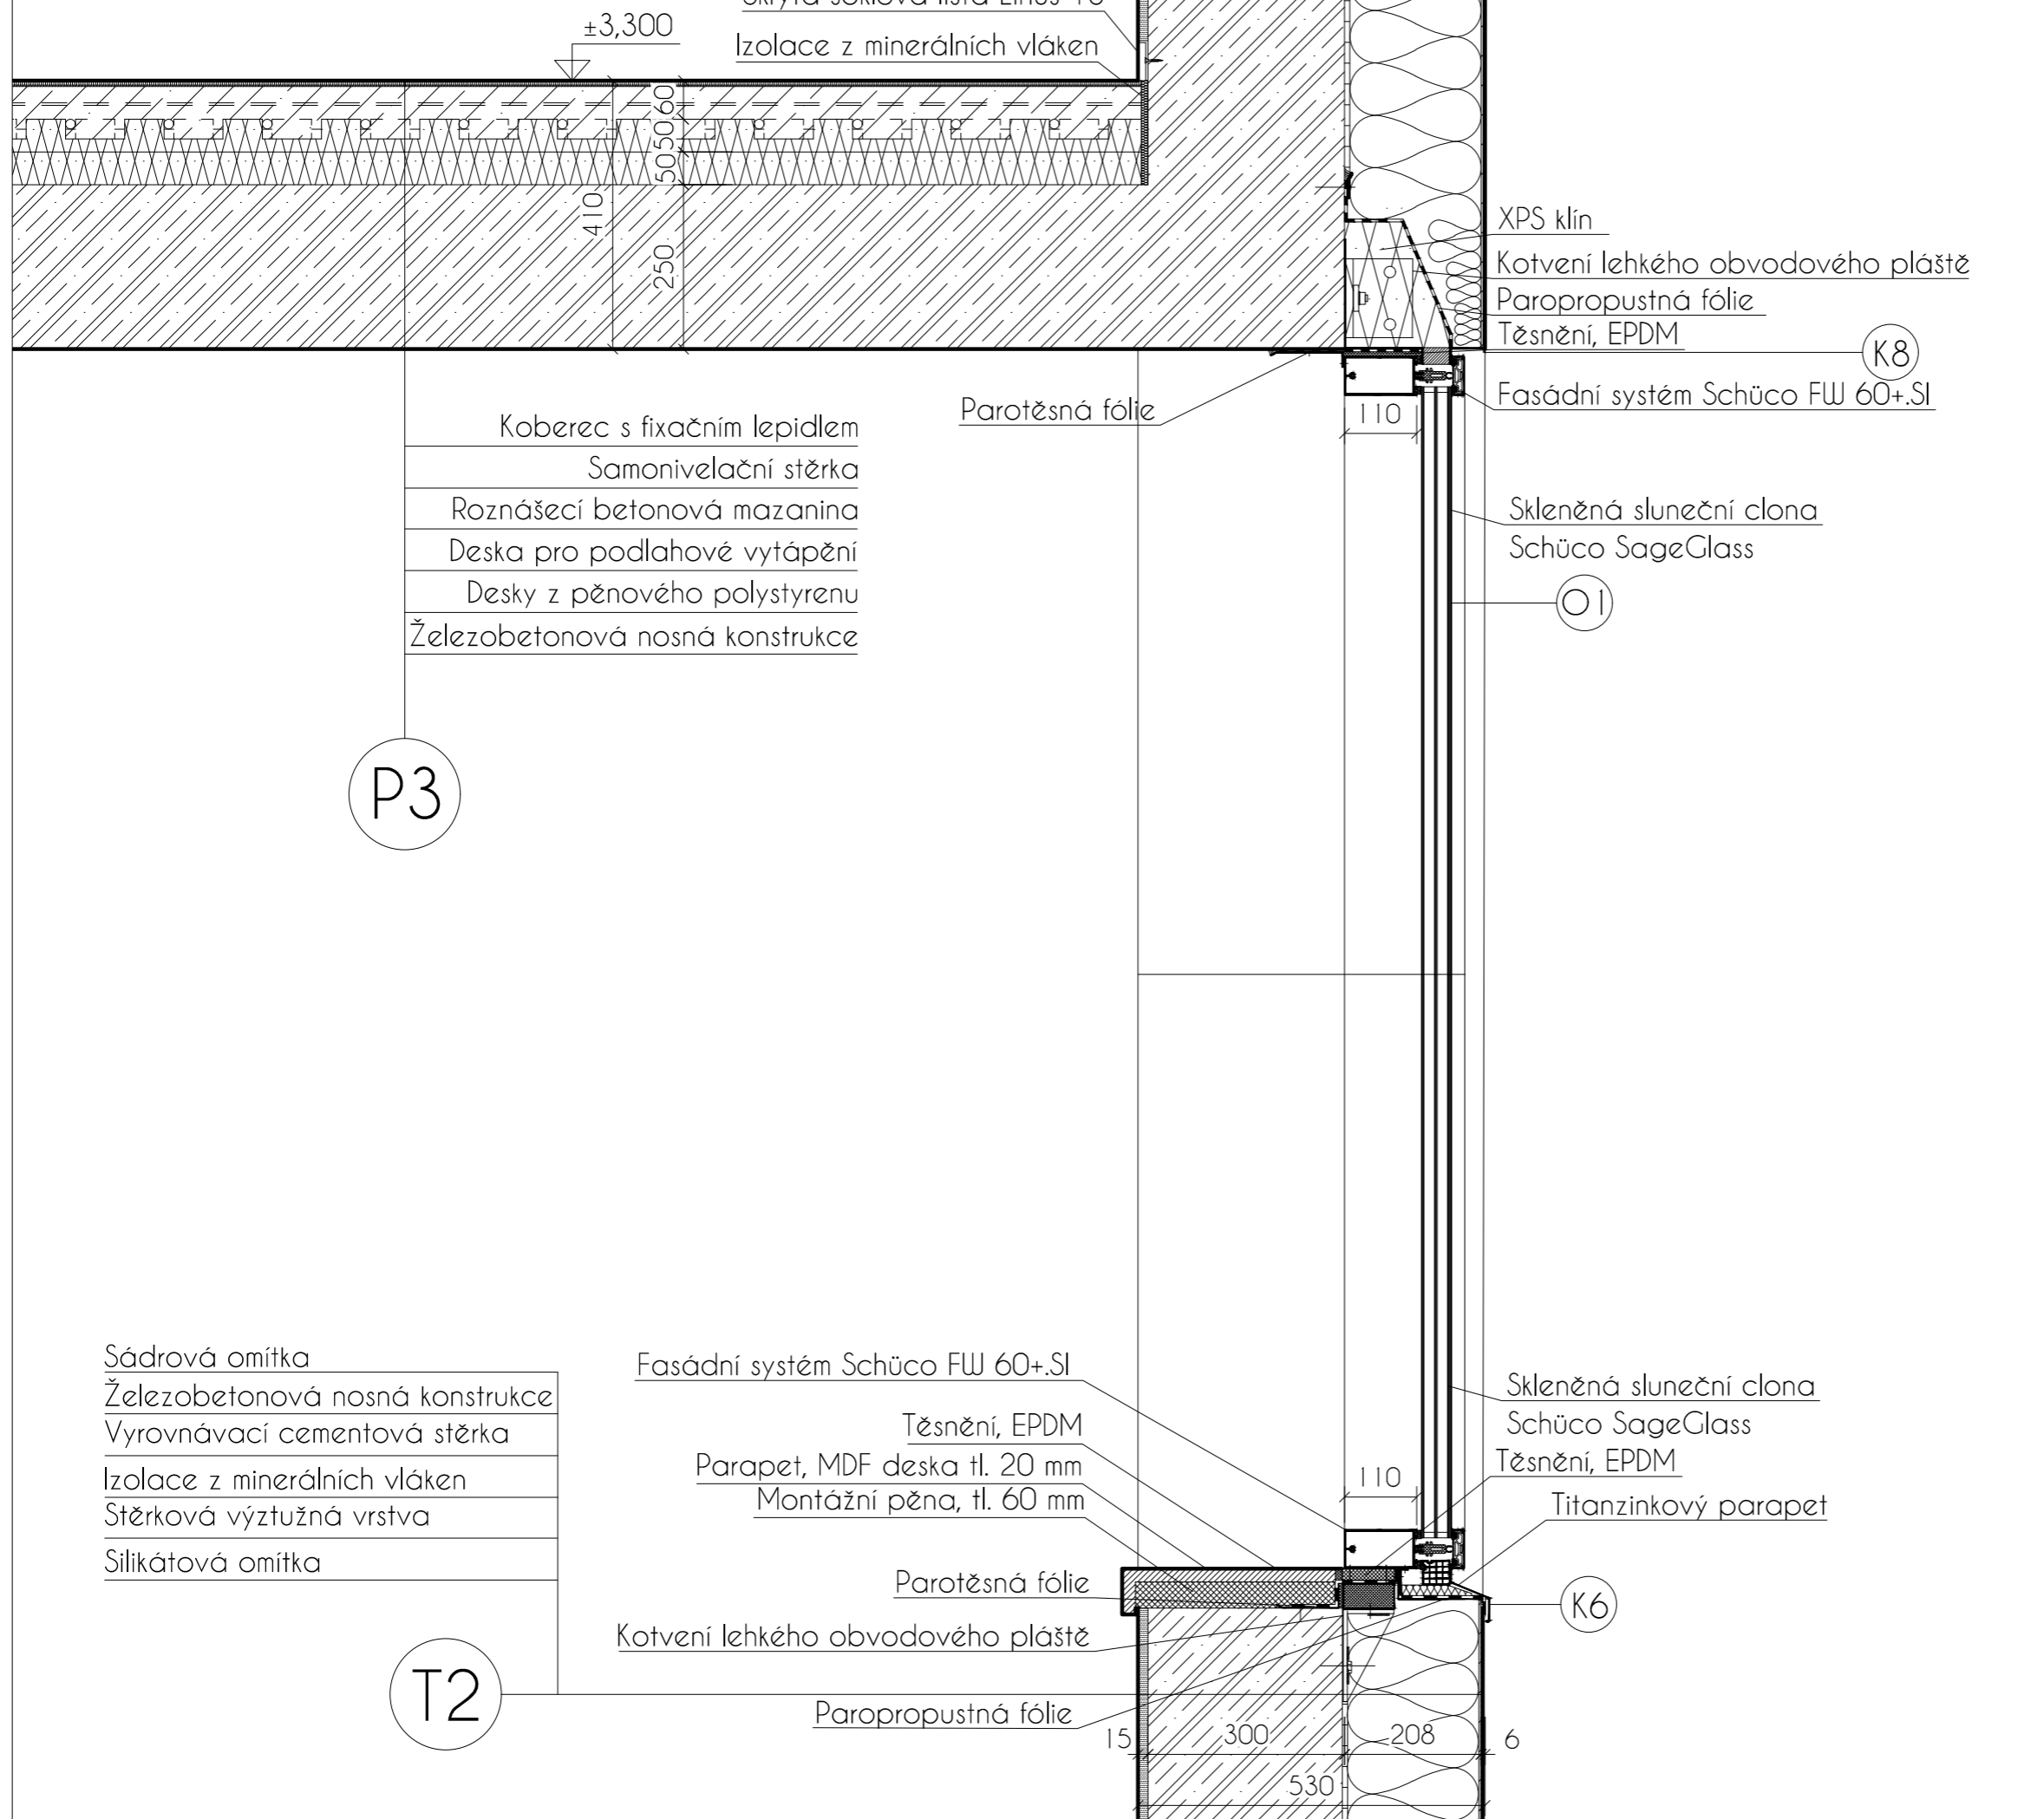 ±3,300
Izolace z minerálních vláken
60
50
50
410
250
XPS klín
Kotvení lehkého obvodového pláště
Paropropustná fólie
Těsnění, EPDM
K8
Fasádní systém Schüco FW 60+.SI
Parotěsná fólie
110
Koberec s fixačním lepidlem
Samonivelační stěrka
Roznášecí betonová mazanina
Deska pro podlahové vytápění
Desky z pěnového polystyrenu
Železobetonová nosná konstrukce
Skleněná sluneční clona
Schüco SageGlass
O1
P3
Sádrová omítka
Železobetonová nosná konstrukce
Vyrovnávací cementová stěrka
Izolace z minerálních vláken
Stěrková výztužná vrstva
Silikátová omítka
T2
Fasádní systém Schüco FW 60+.SI
Těsnění, EPDM
Parapet, MDF deska tl. 20 mm
Montážní pěna, tl. 60 mm
Parotěsná fólie
Kotvení lehkého obvodového pláště
Paropropustná fólie
110
Skleněná sluneční clona
Schüco SageGlass
Těsnění, EPDM
Titanzinkový parapet
K6
15
300
208
6
530